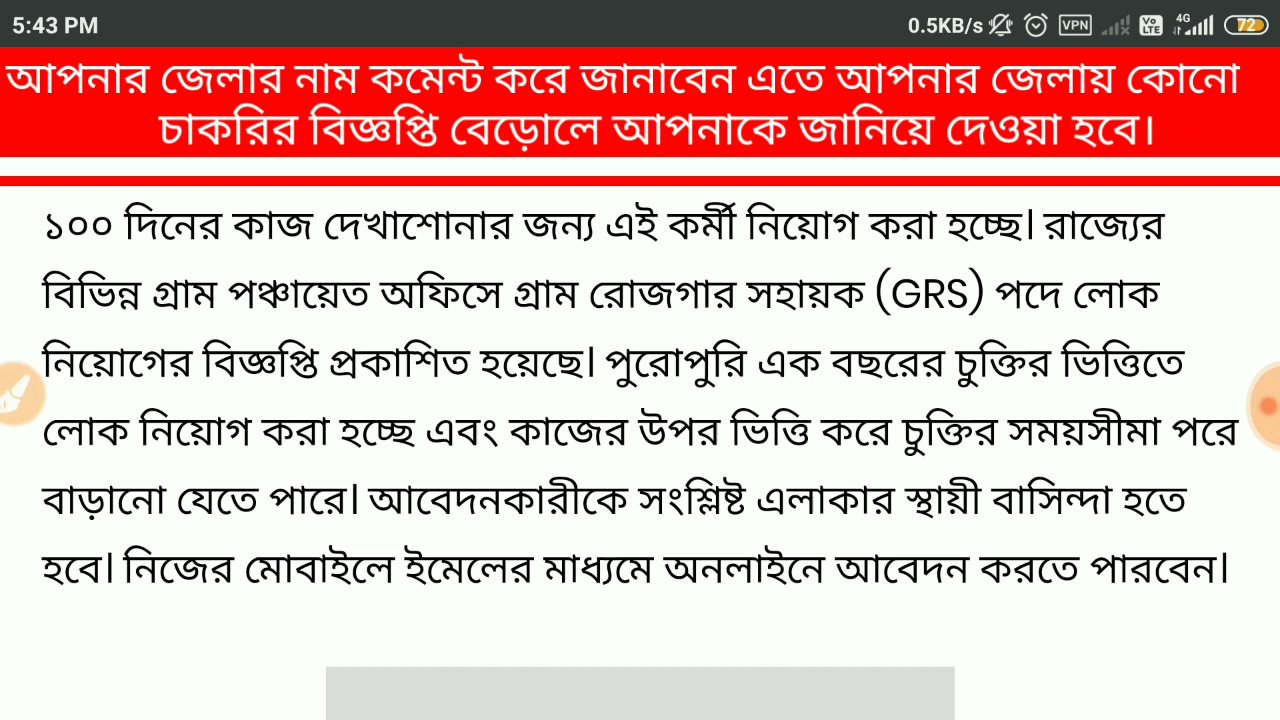 5:43 PM 0.5KB/s VPN Vo LTE 4G 72
আপনার জেলার নাম কমেন্ট করে জানাবেন এতে আপনার জেলায় কোনো
চাকরির বিজ্ঞপ্তি বেড়োলে আপনাকে জানিয়ে দেওয়া হবে।
১০০ দিনের কাজ দেখাশোনার জন্য এই কর্মী নিয়োগ করা হচ্ছে। রাজ্যের
বিভিন্ন গ্রাম পঞ্চায়েত অফিসে গ্রাম রোজগার সহায়ক (GRS) পদে লোক
নিয়োগের বিজ্ঞপ্তি প্রকাশিত হয়েছে। পুরোপুরি এক বছরের চুক্তির ভিত্তিতে
লোক নিয়োগ করা হচ্ছে এবং কাজের উপর ভিত্তি করে চুক্তির সময়সীমা পরে
বাড়ানো যেতে পারে। আবেদনকারীকে সংশ্লিষ্ট এলাকার স্থায়ী বাসিন্দা হতে
হবে। নিজের মোবাইলে ইমেলের মাধ্যমে অনলাইনে আবেদন করতে পারবেন।